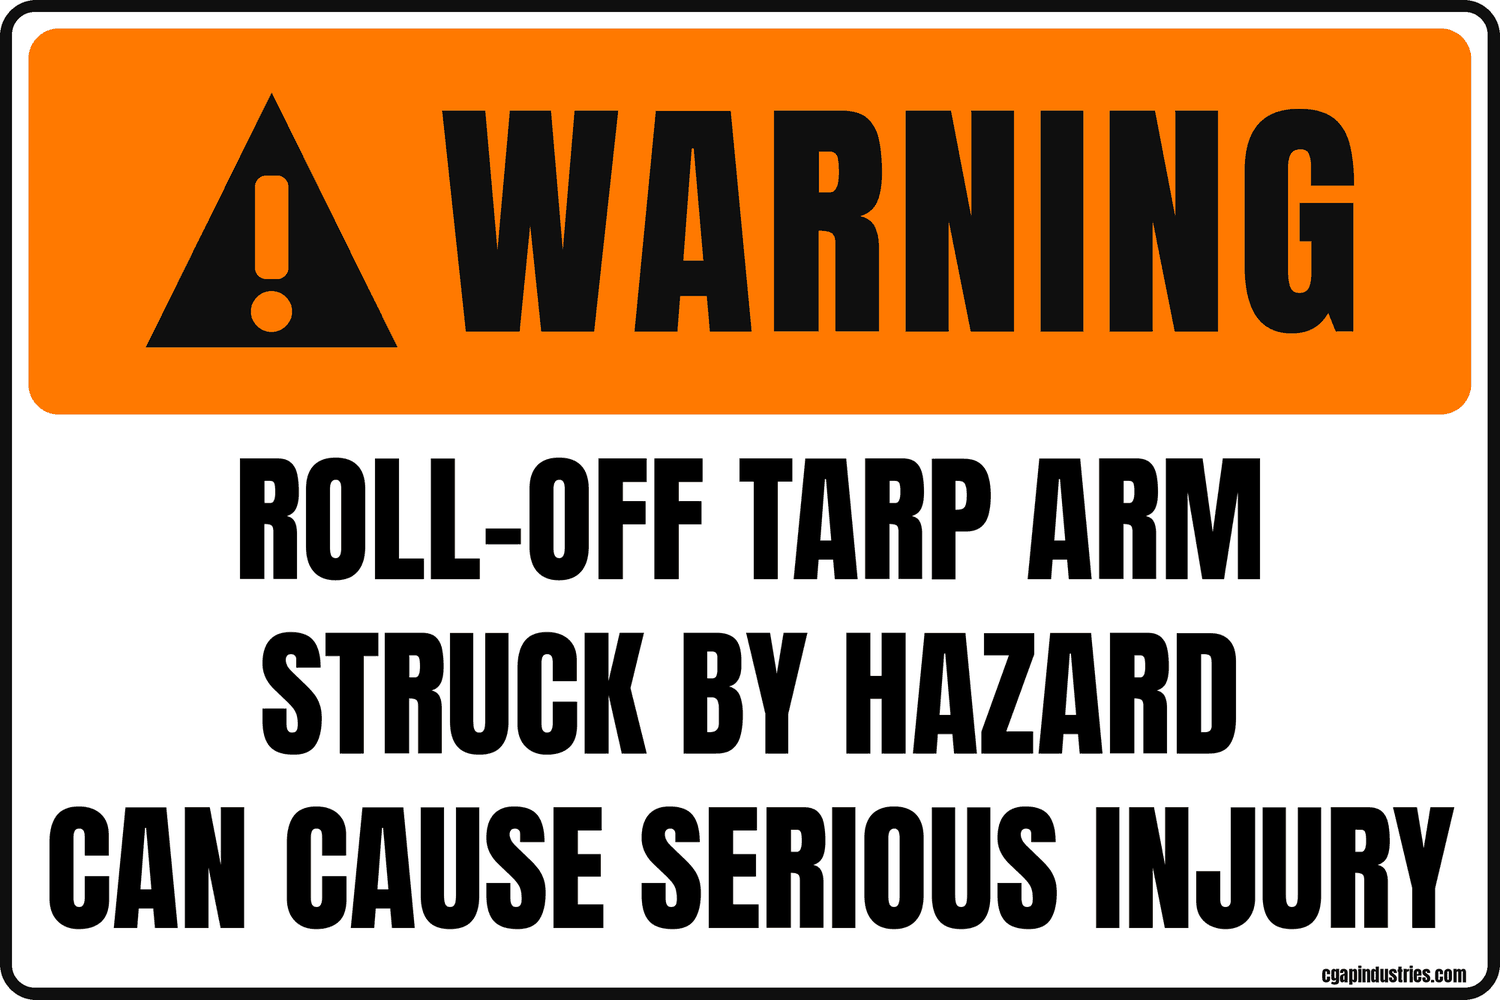 WARNING
ROLL-OFF TARP ARM
STRUCK BY HAZARD
CAN CAUSE SERIOUS INJURY
cgapindustries.com